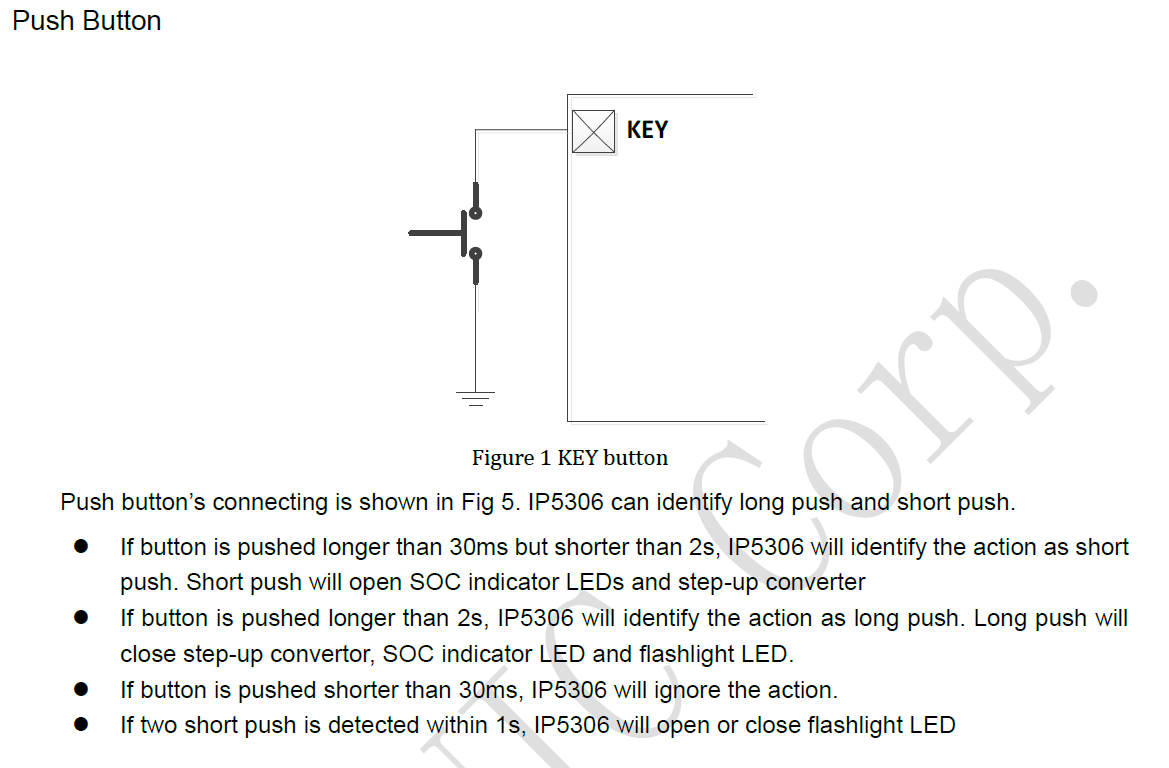 Push Button
KEY
Figure 1 KEY button
Push button’s connecting is shown in Fig 5. IP5306 can identify long push and short push.
● If button is pushed longer than 30ms but shorter than 2s, IP5306 will identify the action as short
push. Short push will open SOC indicator LEDs and step-up converter
● If button is pushed longer than 2s, IP5306 will identify the action as long push. Long push will
close step-up convertor, SOC indicator LED and flashlight LED.
● If button is pushed shorter than 30ms, IP5306 will ignore the action.
● If two short push is detected within 1s, IP5306 will open or close flashlight LED
Corp.